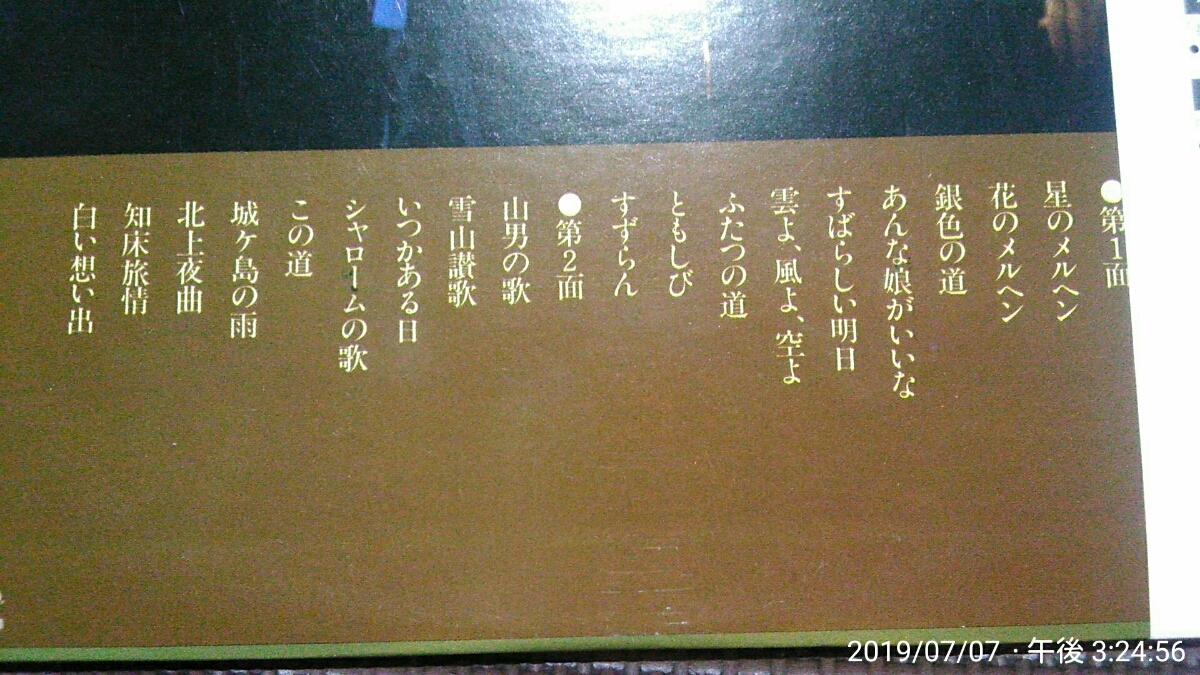 ●第1面
星のメルヘン
花のメルヘン
銀色の道
あんな娘がいいな
すばらしい明日
雲よ、風よ、空よ
ふたつの道
ともしび
すずらん
●第2面
山男の歌
雪山讃歌
いつかある日
シャロームの歌
この道
城ケ島の雨
北上夜曲
知床旅情
白い想い出
2019/07/07・午後 3:24:56